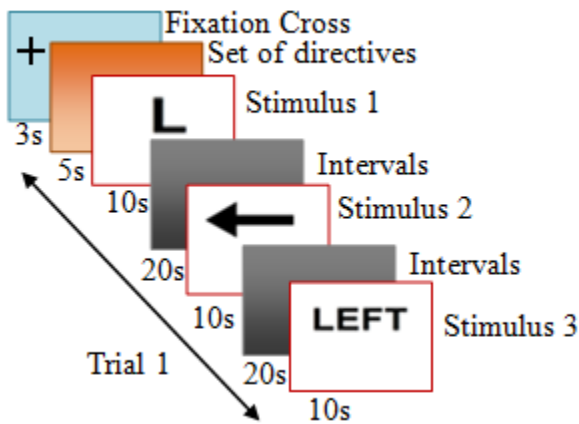 Fixation Cross
+
Set of directives
3s
L
Stimulus 1
5s
Intervals
10s
Stimulus 2
20s
Intervals
10s
LEFT
Stimulus 3
Trial 1
20s
10s